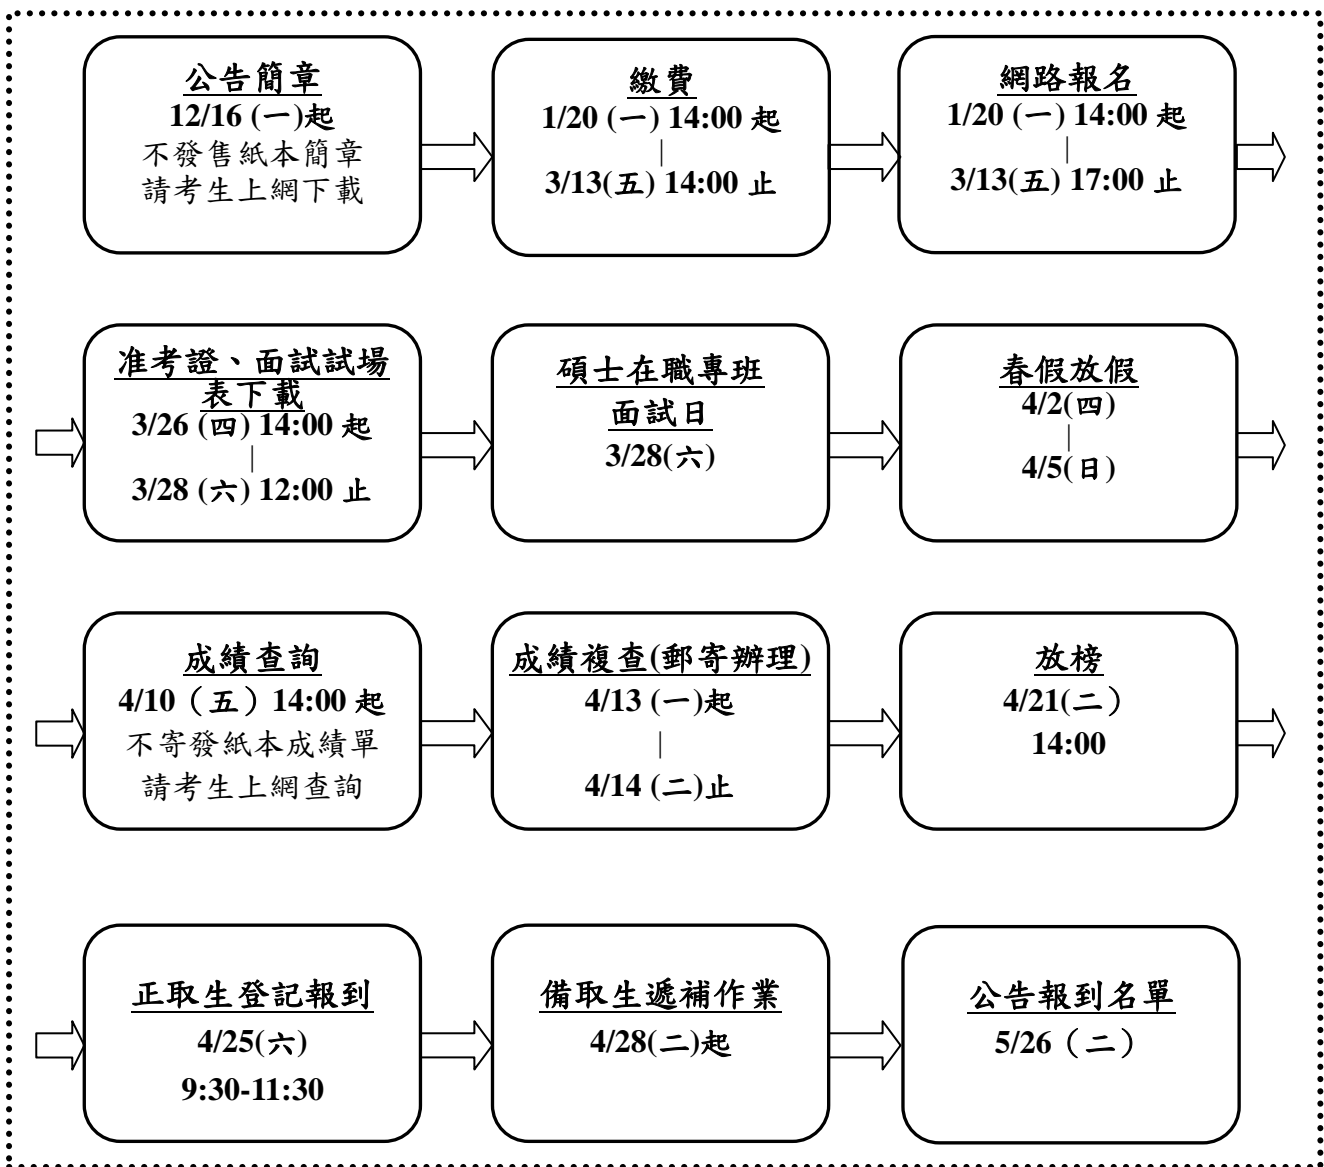 公告簡章
12/16 (一)起
不發售紙本簡章
請考生上網下載
繳費
1/20 (一) 14:00 起
|
3/13(五) 14:00 止
網路報名
1/20 (一) 14:00 起
|
3/13(五) 17:00 止
准考證、面試試場
表下載
3/26 (四) 14:00 起
|
3/28 (六) 12:00 止
碩士在職專班
面試日
3/28(六)
春假放假
4/2(四)
|
4/5(日)
成績查詢
4/10（五）14:00 起
不寄發紙本成績單
請考生上網查詢
成績複查(郵寄辦理)
4/13 (一)起
|
4/14 (二)止
放榜
4/21(二）
14:00
正取生登記報到
4/25(六)
9:30-11:30
備取生遞補作業
4/28(二)起
公告報到名單
5/26（二）